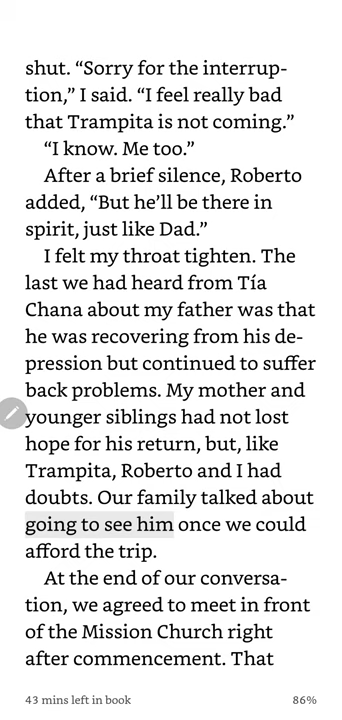 shut. “Sorry for the interrup-
tion,” I said. “I feel really bad
that Trampita is not coming.”
“I know. Me too.”
After a brief silence, Roberto
added, “But he’ll be there in
spirit, just like Dad.”
I felt my throat tighten. The
last we had heard from Tía
Chana about my father was that
he was recovering from his de-
pression but continued to suffer
back problems. My mother and
younger siblings had not lost
hope for his return, but, like
Trampita, Roberto and I had
doubts. Our family talked about
going to see him once we could
afford the trip.
At the end of our conversa-
tion, we agreed to meet in front
of the Mission Church right
after commencement. That
43 mins left in book 86%